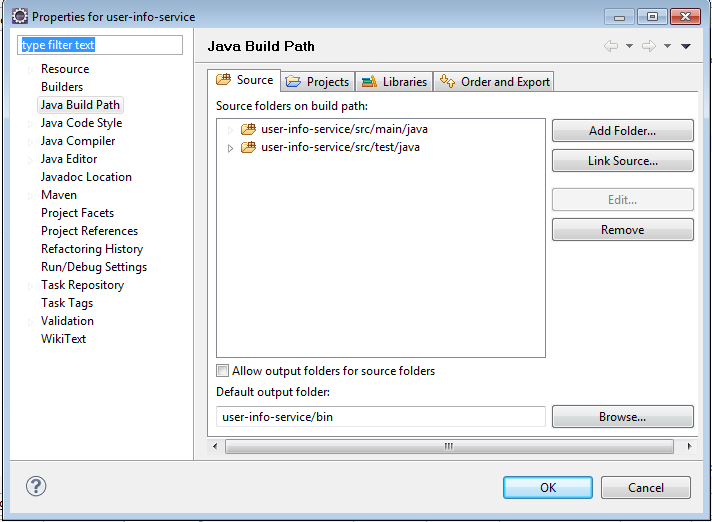 Properties for user-info-service
type filter text
Resource
Builders
Java Build Path
Java Code Style
Java Compiler
Java Editor
Javadoc Location
Maven
Project Facets
Project References
Refactoring History
Run/Debug Settings
Task Repository
Task Tags
Validation
WikiText
Java Build Path
Source Projects Libraries Order and Export
Source folders on build path:
user-info-service/src/main/java
user-info-service/src/test/java
Add Folder...
Link Source...
Edit...
Remove
Allow output folders for source folders
Default output folder:
user-info-service/bin
Browse...
OK
Cancel